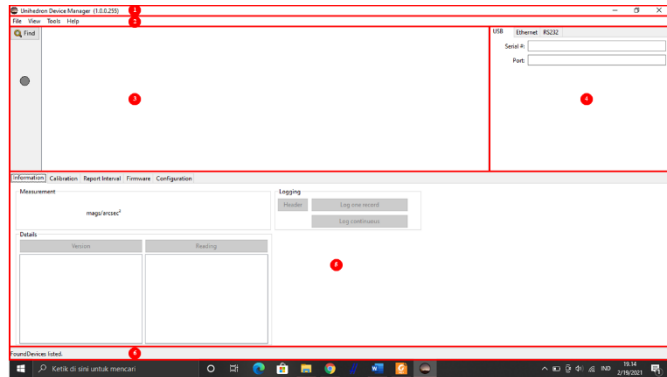 Unihedron Device Manager (1.0.0.255)
1
File View Tools Help
2
Find
3
USB Ethernet RS232
Serial #:
Port:
4
Information Calibration Report Interval Firmware Configuration
Measurement
mags/arcsec²
Logging
Header Log one record
Log continuous
Details
Version Reading
5
FoundDevices listed.
6
Ketik di sini untuk mencari
IND
19.14
2/19/2021